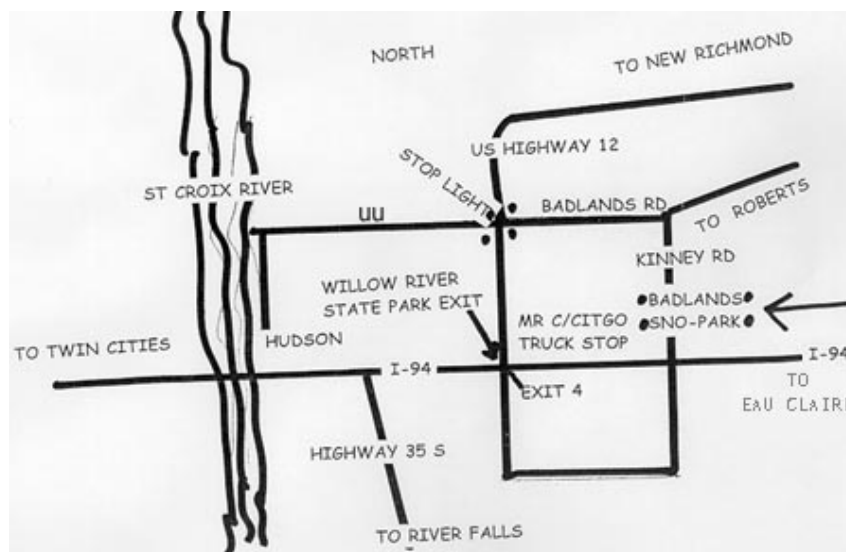 NORTH
TO NEW RICHMOND
US HIGHWAY 12
STOP LIGHT
ST CROIX RIVER
UU
BADLANDS RD
TO ROBERTS
KINNEY RD
WILLOW RIVER
STATE PARK EXIT
BADLANDS
SNO-PARK
MR C/CITGO
TRUCK STOP
HUDSON
TO TWIN CITIES
I-94
I-94
TO
EAU CLAIRE
EXIT 4
HIGHWAY 35 S
TO RIVER FALLS